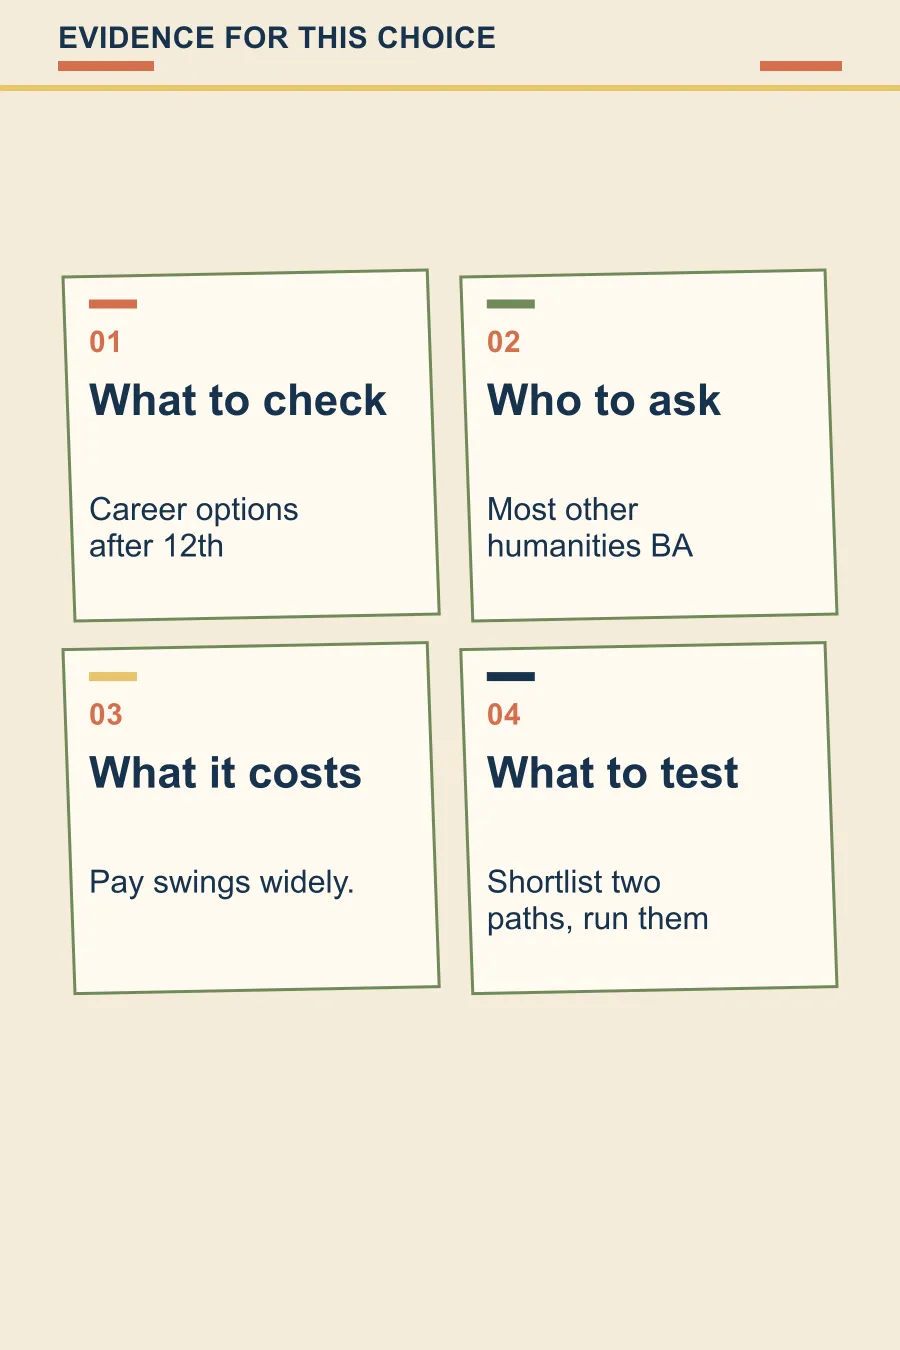 EVIDENCE FOR THIS CHOICE
01
What to check
Career options
after 12th
02
Who to ask
Most other
humanities BA
03
What it costs
Pay swings widely.
04
What to test
Shortlist two
paths, run them